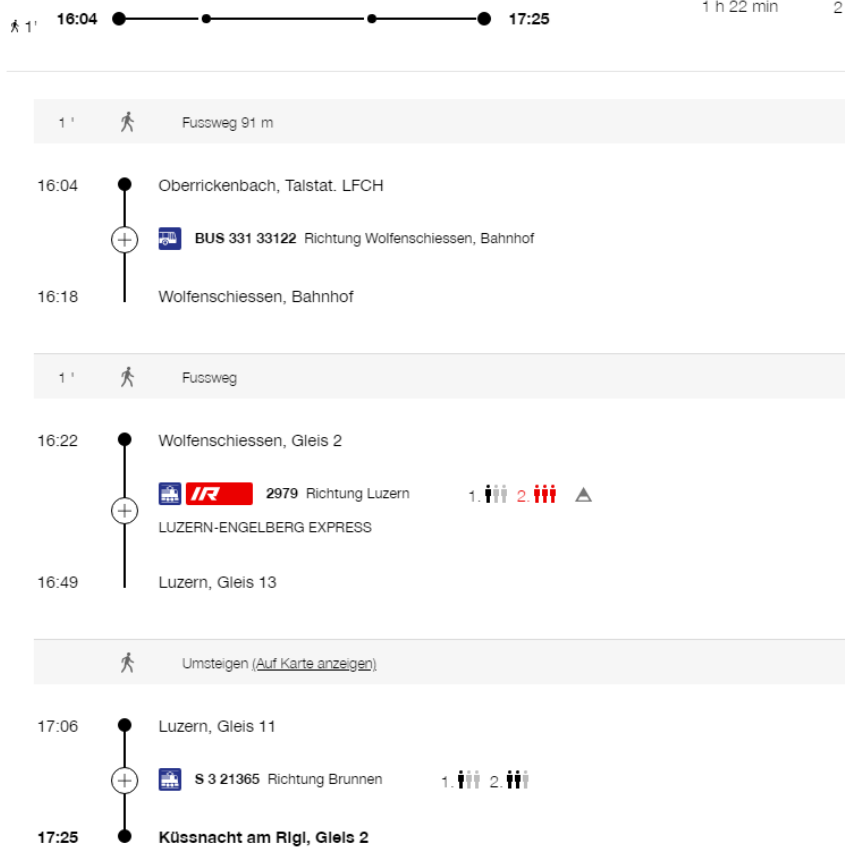 1 h 22 min 2
1' 16:04 17:25
1 ' Fussweg 91 m
16:04 Oberrickenbach, Talstat. LFCH
BUS 331 33122 Richtung Wolfenschiessen, Bahnhof
16:18 Wolfenschiessen, Bahnhof
1 ' Fussweg
16:22 Wolfenschiessen, Gleis 2
IR 2979 Richtung Luzern 1. 2.
LUZERN-ENGELBERG EXPRESS
16:49 Luzern, Gleis 13
Umsteigen (Auf Karte anzeigen)
17:06 Luzern, Gleis 11
S 3 21365 Richtung Brunnen 1. 2.
17:25 Küssnacht am Rigi, Gleis 2